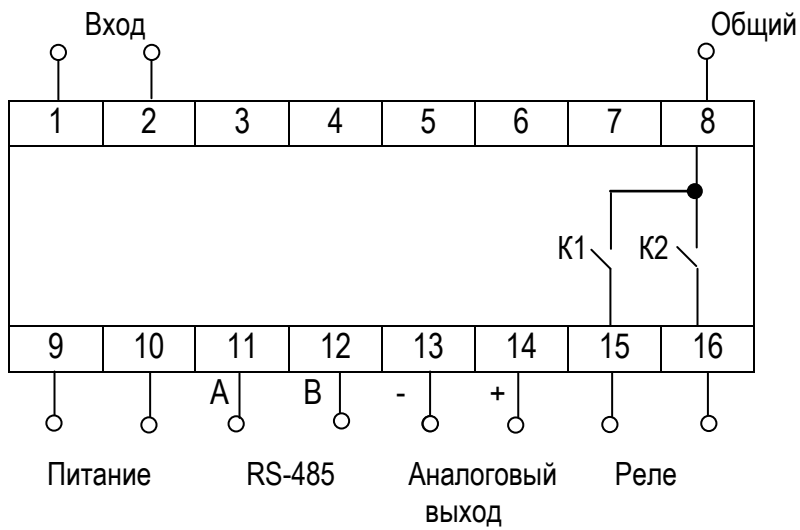 Вход Общий
1 2 3 4 5 6 7 8
К1 К2
9 10 11 12 13 14 15 16
А В - +
Питание RS-485 Аналоговый Реле
выход